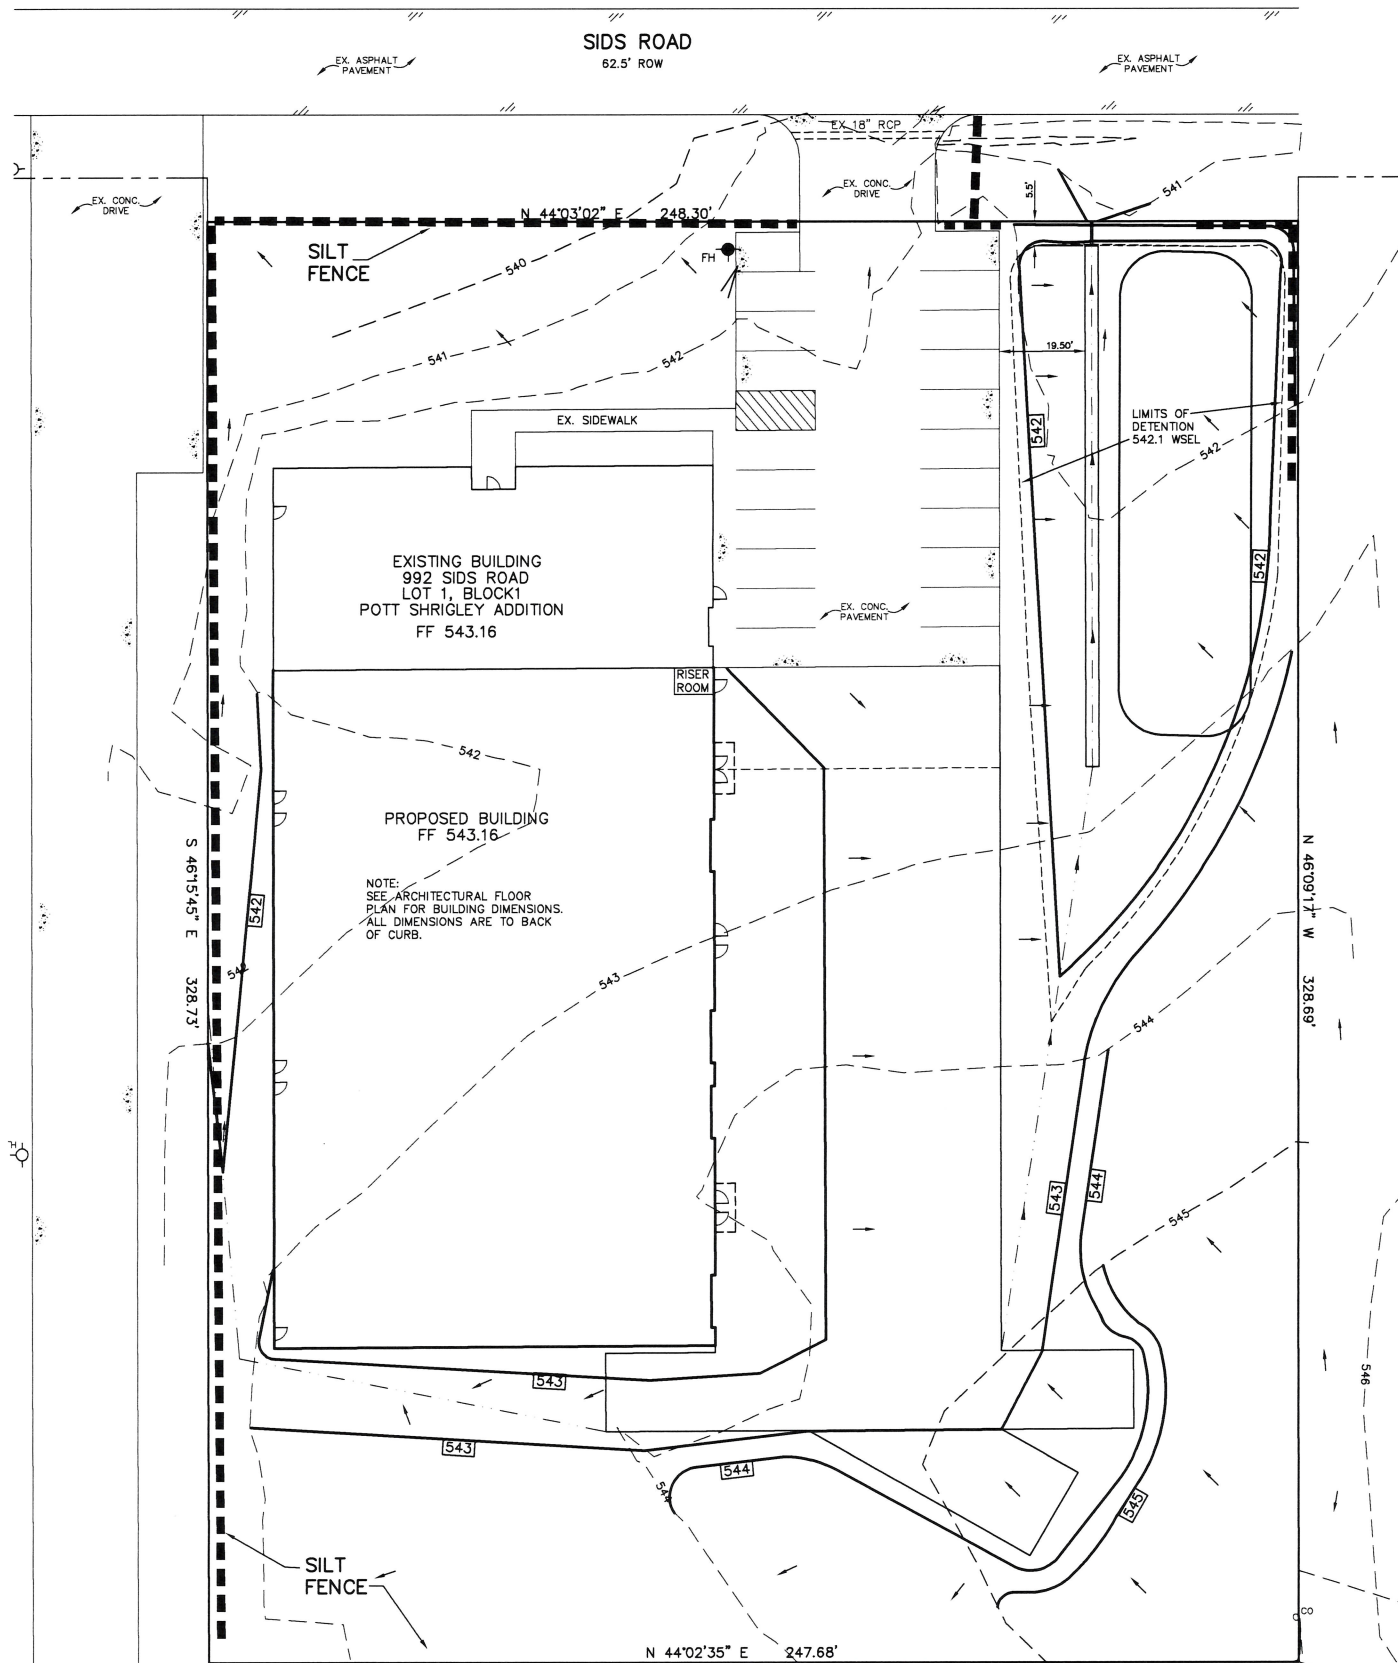 SIDS ROAD
62.5' ROW
EX. ASPHALT
PAVEMENT
EX. ASPHALT
PAVEMENT
EX 18" RCP
EX. CONC.
DRIVE
EX. CONC.
DRIVE
541
5.5'
N 44°03'02" E 248.30'
SILT
FENCE
FH
540
541
542
19.50'
EX. SIDEWALK
542
LIMITS OF
DETENTION
542.1 WSEL
542
542
EXISTING BUILDING
992 SIDS ROAD
LOT 1, BLOCK1
POTT SHRIGLEY ADDITION
FF 543.16
EX. CONC.
PAVEMENT
RISER
ROOM
542
PROPOSED BUILDING
FF 543.16
NOTE:
SEE ARCHITECTURAL FLOOR
PLAN FOR BUILDING DIMENSIONS.
ALL DIMENSIONS ARE TO BACK
OF CURB.
S 46°15'45" E 328.73'
542
542
543
N 46°09'17" W 328.69'
544
543
544
545
546
543
543
544
544
545
SILT
FENCE
CO
N 44°02'35" E 247.68'